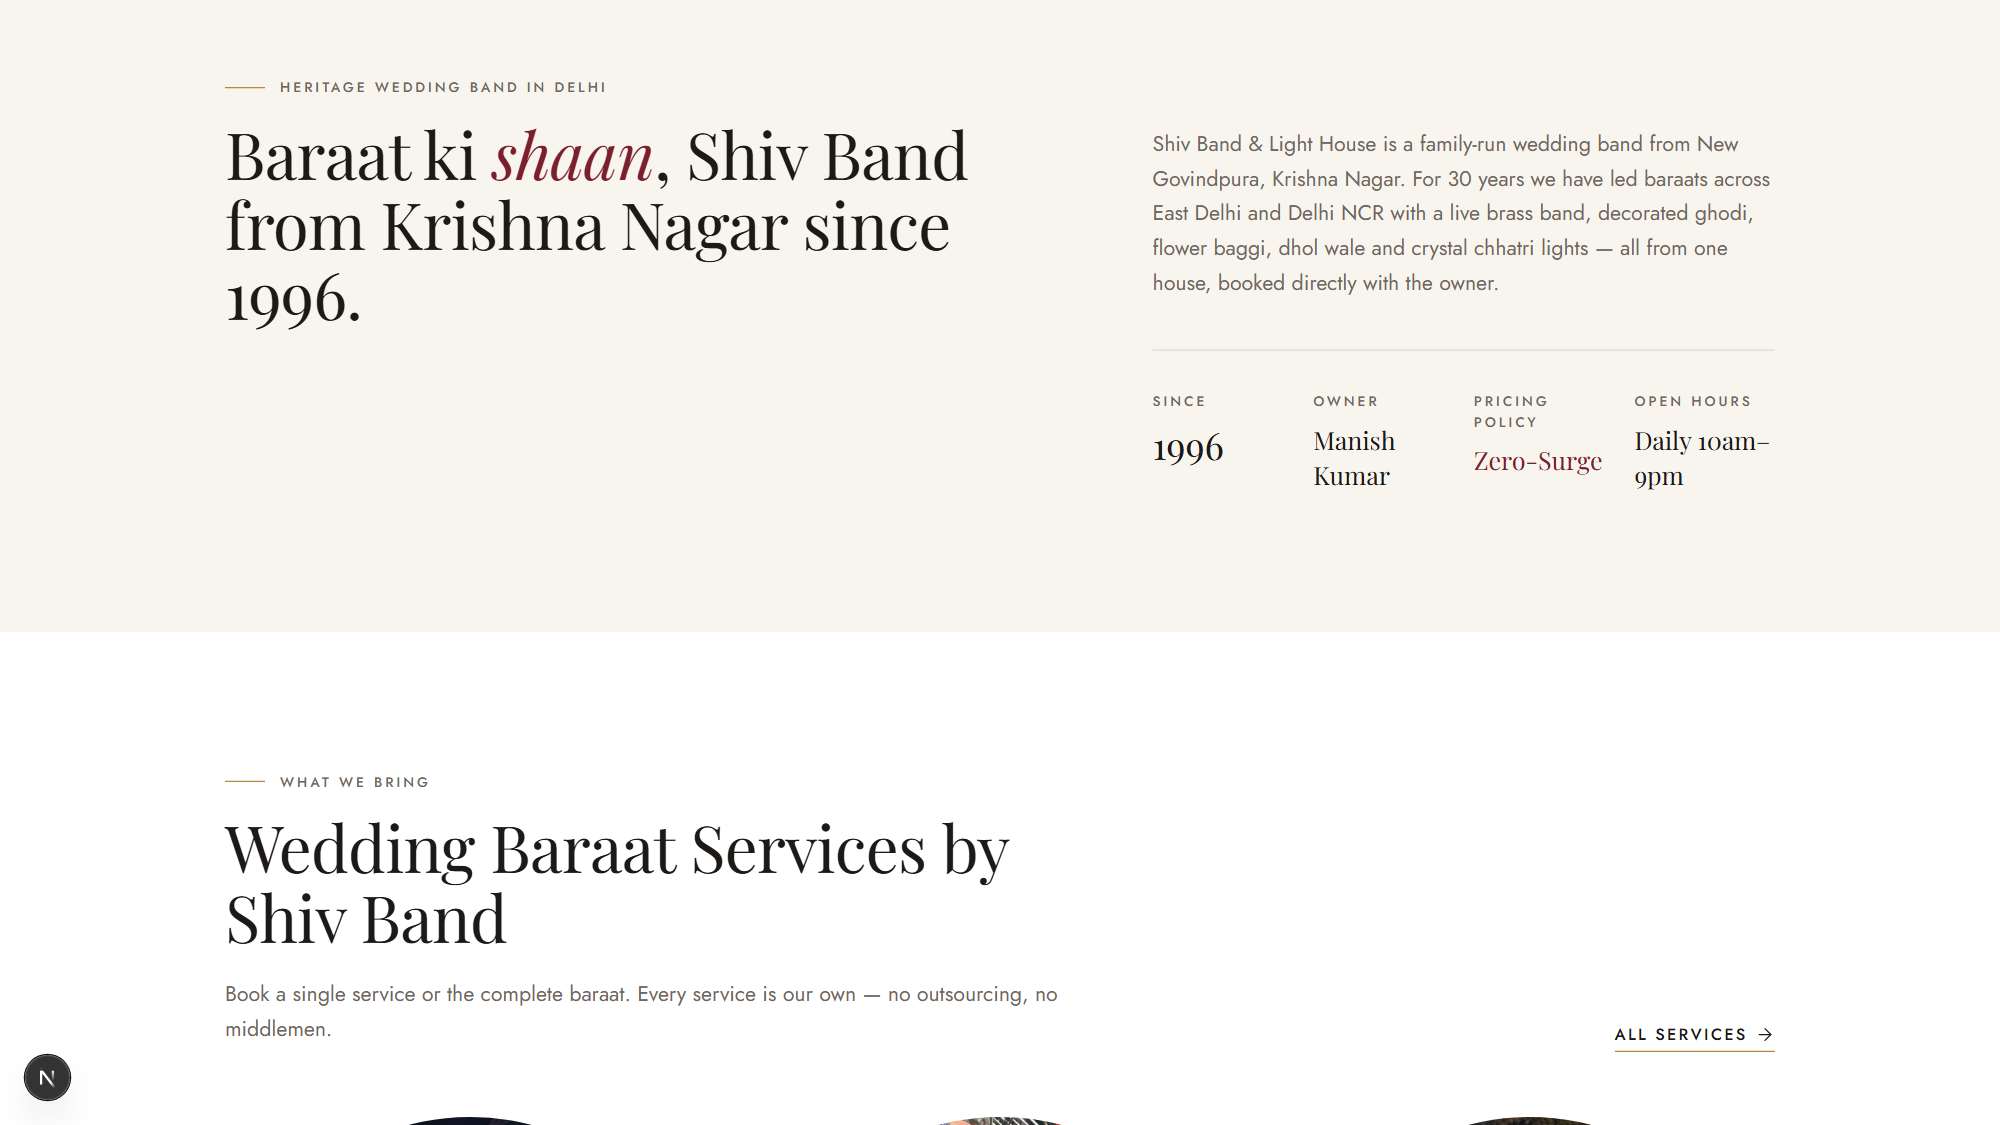 HERITAGE WEDDING BAND IN DELHI
Baraat ki shaan, Shiv Band
from Krishna Nagar since
1996.
Shiv Band & Light House is a family-run wedding band from New
Govindpura, Krishna Nagar. For 30 years we have led baraats across
East Delhi and Delhi NCR with a live brass band, decorated ghodi,
flower baggi, dhol wale and crystal chhatri lights — all from one
house, booked directly with the owner.
SINCE
1996
OWNER
Manish
Kumar
PRICING
POLICY
Zero-Surge
OPEN HOURS
Daily 10am–
9pm
WHAT WE BRING
Wedding Baraat Services by
Shiv Band
Book a single service or the complete baraat. Every service is our own — no outsourcing, no
middlemen.
ALL SERVICES →
N